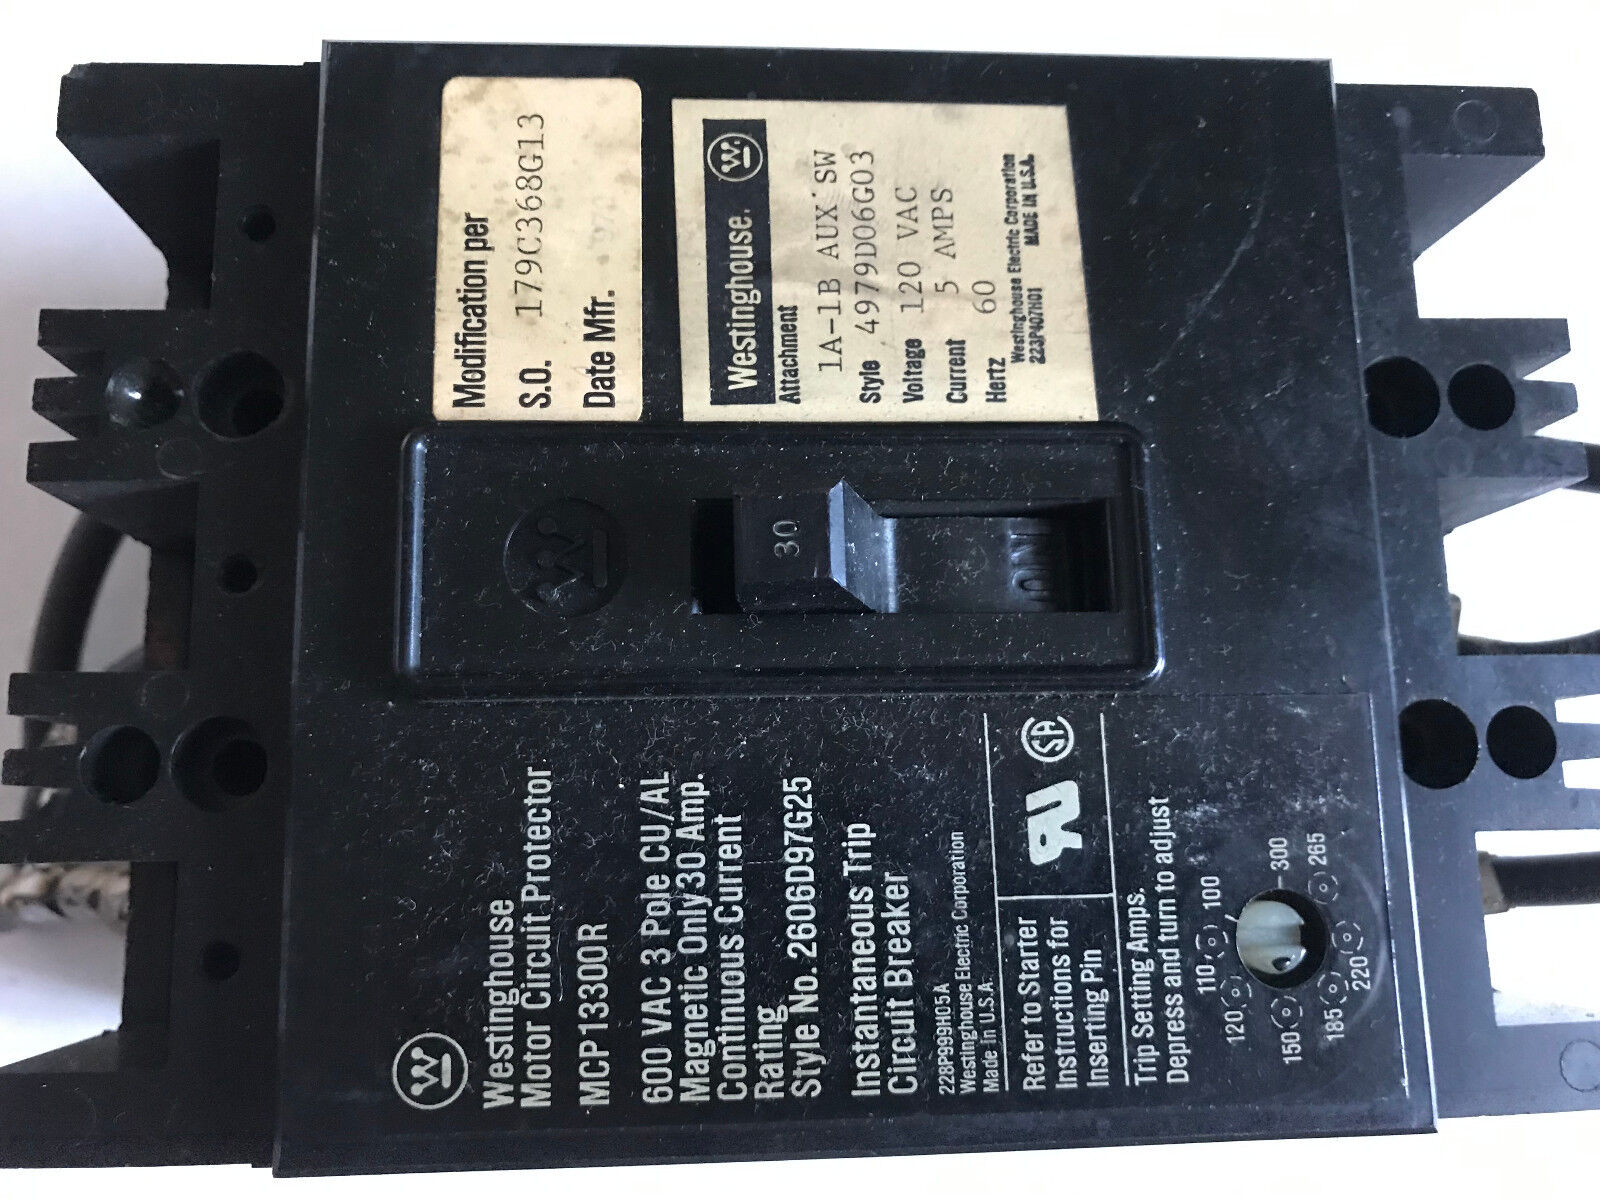 Modification per
S.O. 179C368G13
Date Mfr.
Westinghouse
Attachment
1A-1B AUX SW
Style 4979D06G03
Voltage 120 VAC
Current 5 AMPS
Hertz 60
Westinghouse Electric Corporation
223P407H01 MADE IN U.S.A.
30
ON
Westinghouse
Motor Circuit Protector
MCP13300R
600 VAC 3 Pole CU/AL
Magnetic Only 30 Amp.
Continuous Current
Rating
Style No. 2606D97G25
Instantaneous Trip
Circuit Breaker
228P999H05A
Westinghouse Electric Corporation
Made in U.S.A.
Refer to Starter
Instructions for
Inserting Pin
Trip Setting Amps.
Depress and turn to adjust
110 100
120 300
150 265
185 220